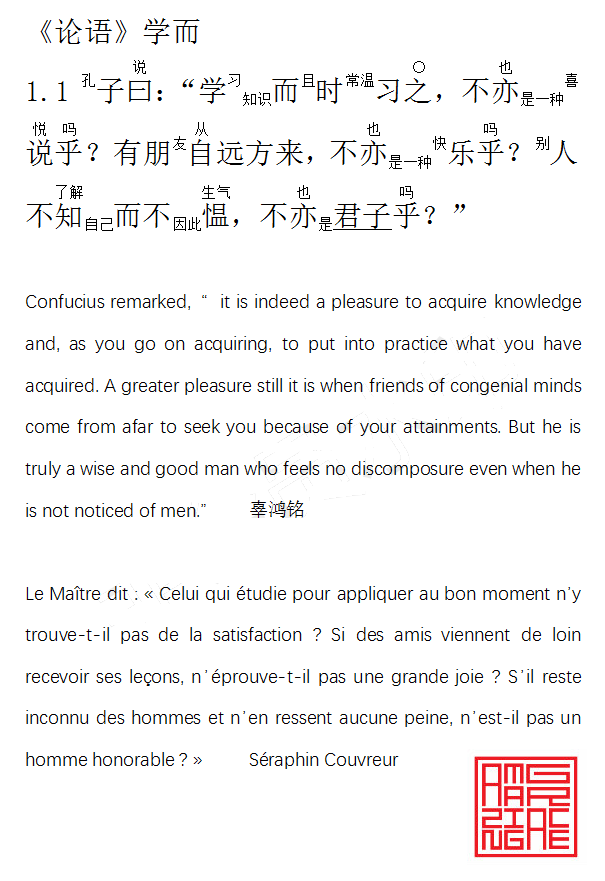 《论语》学而
说 ○ 也
1.1 孔子曰：“学习知识而且时常温习之，不亦是一种喜
悦 吗 从 也 吗
说乎？有朋友自远方来，不亦是一种快乐乎？别人
了解 生气 也 吗
不知自己而不因此愠，不亦是君子乎？”
Confucius remarked, “ it is indeed a pleasure to acquire knowledge
and, as you go on acquiring, to put into practice what you have
acquired. A greater pleasure still it is when friends of congenial minds
come from afar to seek you because of your attainments. But he is
truly a wise and good man who feels no discomposure even when he
is not noticed of men.” 辜鸿铭
Le Maître dit : « Celui qui étudie pour appliquer au bon moment n’y
trouve-t-il pas de la satisfaction ? Si des amis viennent de loin
recevoir ses leçons, n’éprouve-t-il pas une grande joie ? S’il reste
inconnu des hommes et n’en ressent aucune peine, n’est-il pas un
homme honorable ? » Séraphin Couvreur
AMAZING GRACE